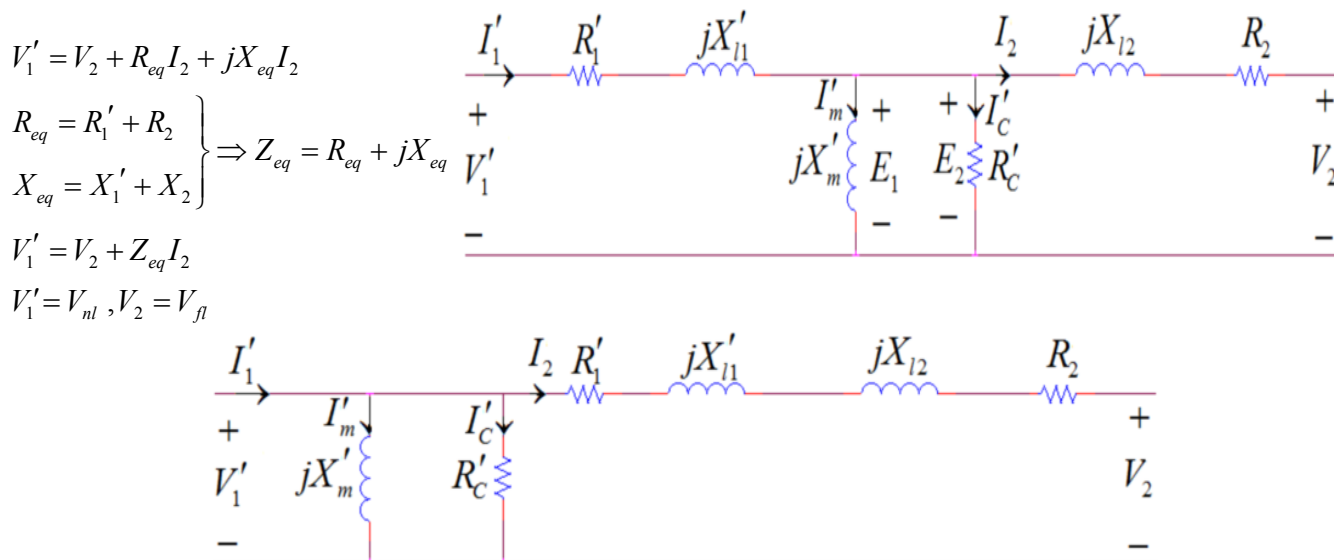 V₁′ = V₂ + R_eq I₂ + jX_eq I₂
R_eq = R₁′ + R₂
X_eq = X₁′ + X₂
} ⇒ Z_eq = R_eq + jX_eq
V₁′ = V₂ + Z_eq I₂
V₁′ = V_nl , V₂ = V_fl
I₁′ R₁′ jX′_l1 I₂ jX_l2 R₂
+ I′_m + + I′_C +
V₁′ jX′_m E₁ E₂ R′_C V₂
− − − −
I₁′ I₂ R₁′ jX′_l1 jX_l2 R₂
+ I′_m I′_C +
V₁′ jX′_m R′_C V₂
− −